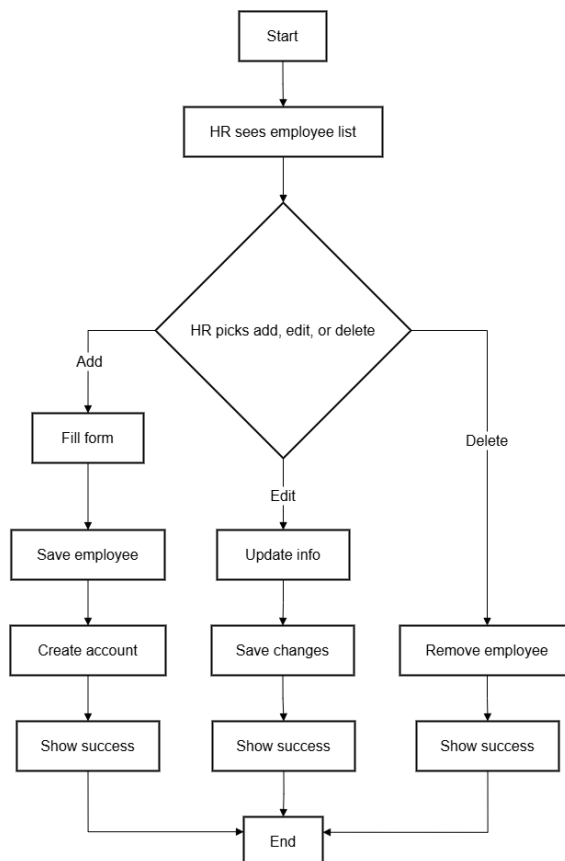 Start
HR sees employee list
HR picks add, edit, or delete
Add
Fill form
Delete
Edit
Save employee
Update info
Create account
Save changes
Remove employee
Show success
Show success
Show success
End